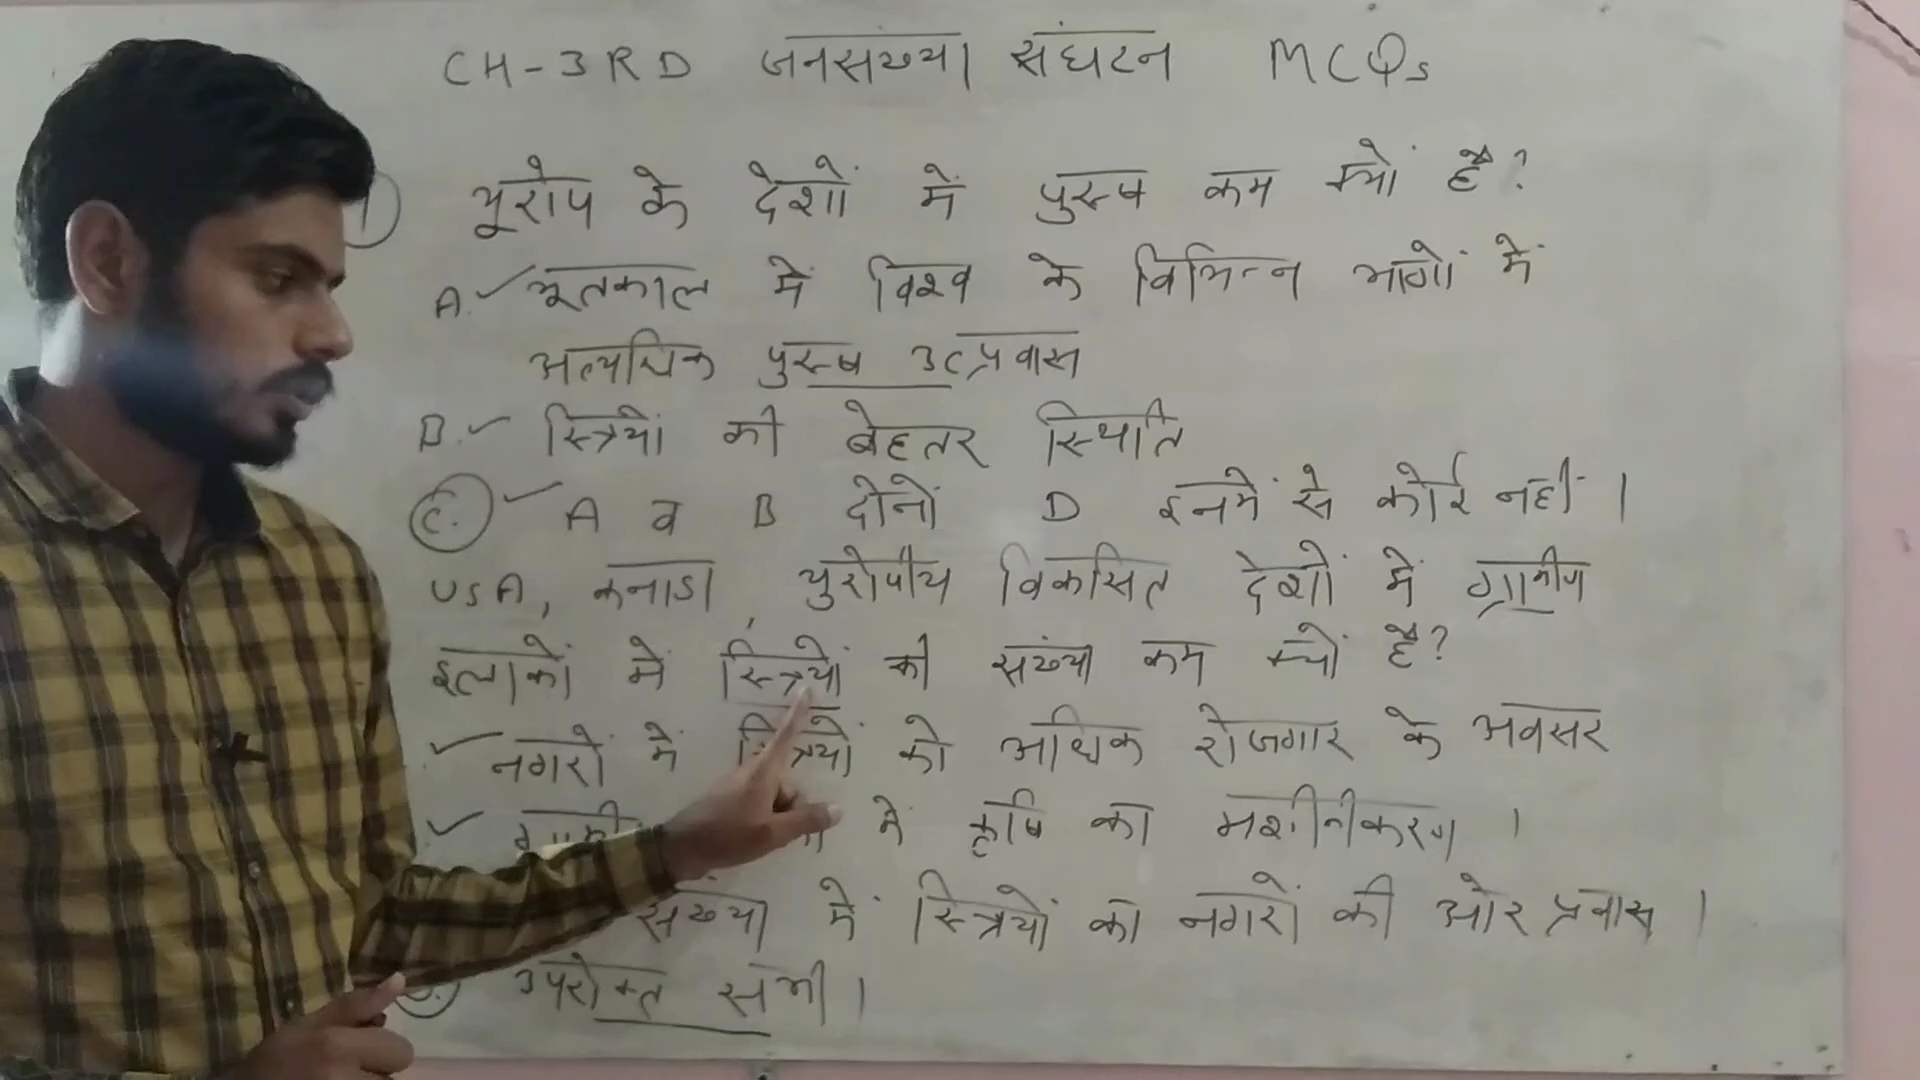 CH-3RD जनसंख्या संघटन MCQs
1 यूरोप के देशों में पुरुष कम क्यों है?
A. भूतकाल में विश्व के विभिन्न भागों में
अत्यधिक पुरुष उत्प्रवास
B. स्त्रियों की बेहतर स्थिति
C. A व B दोनों D इनमें से कोई नहीं।
USA, कनाडा, युरोपीय विकसित देशों में ग्रामीण
इलाकों में स्त्रियों की संख्या कम क्यों है?
नगरों में स्त्रियों को अधिक रोजगार के अवसर
में कृषि का मशीनीकरण।
संख्या में स्त्रियों का नगरों की ओर प्रवास।
उपरोक्त सभी।